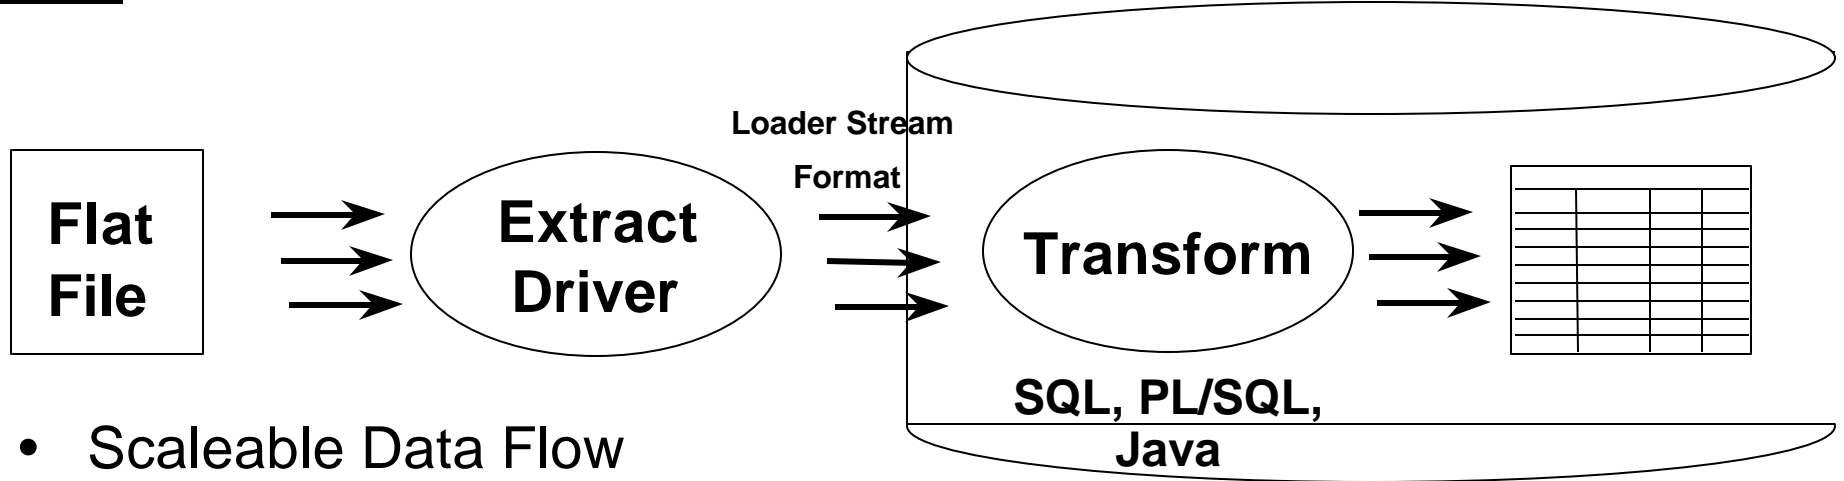 Loader Stream
Format
Flat
File
Extract
Driver
Transform
SQL, PL/SQL,
Java
• Scaleable Data Flow